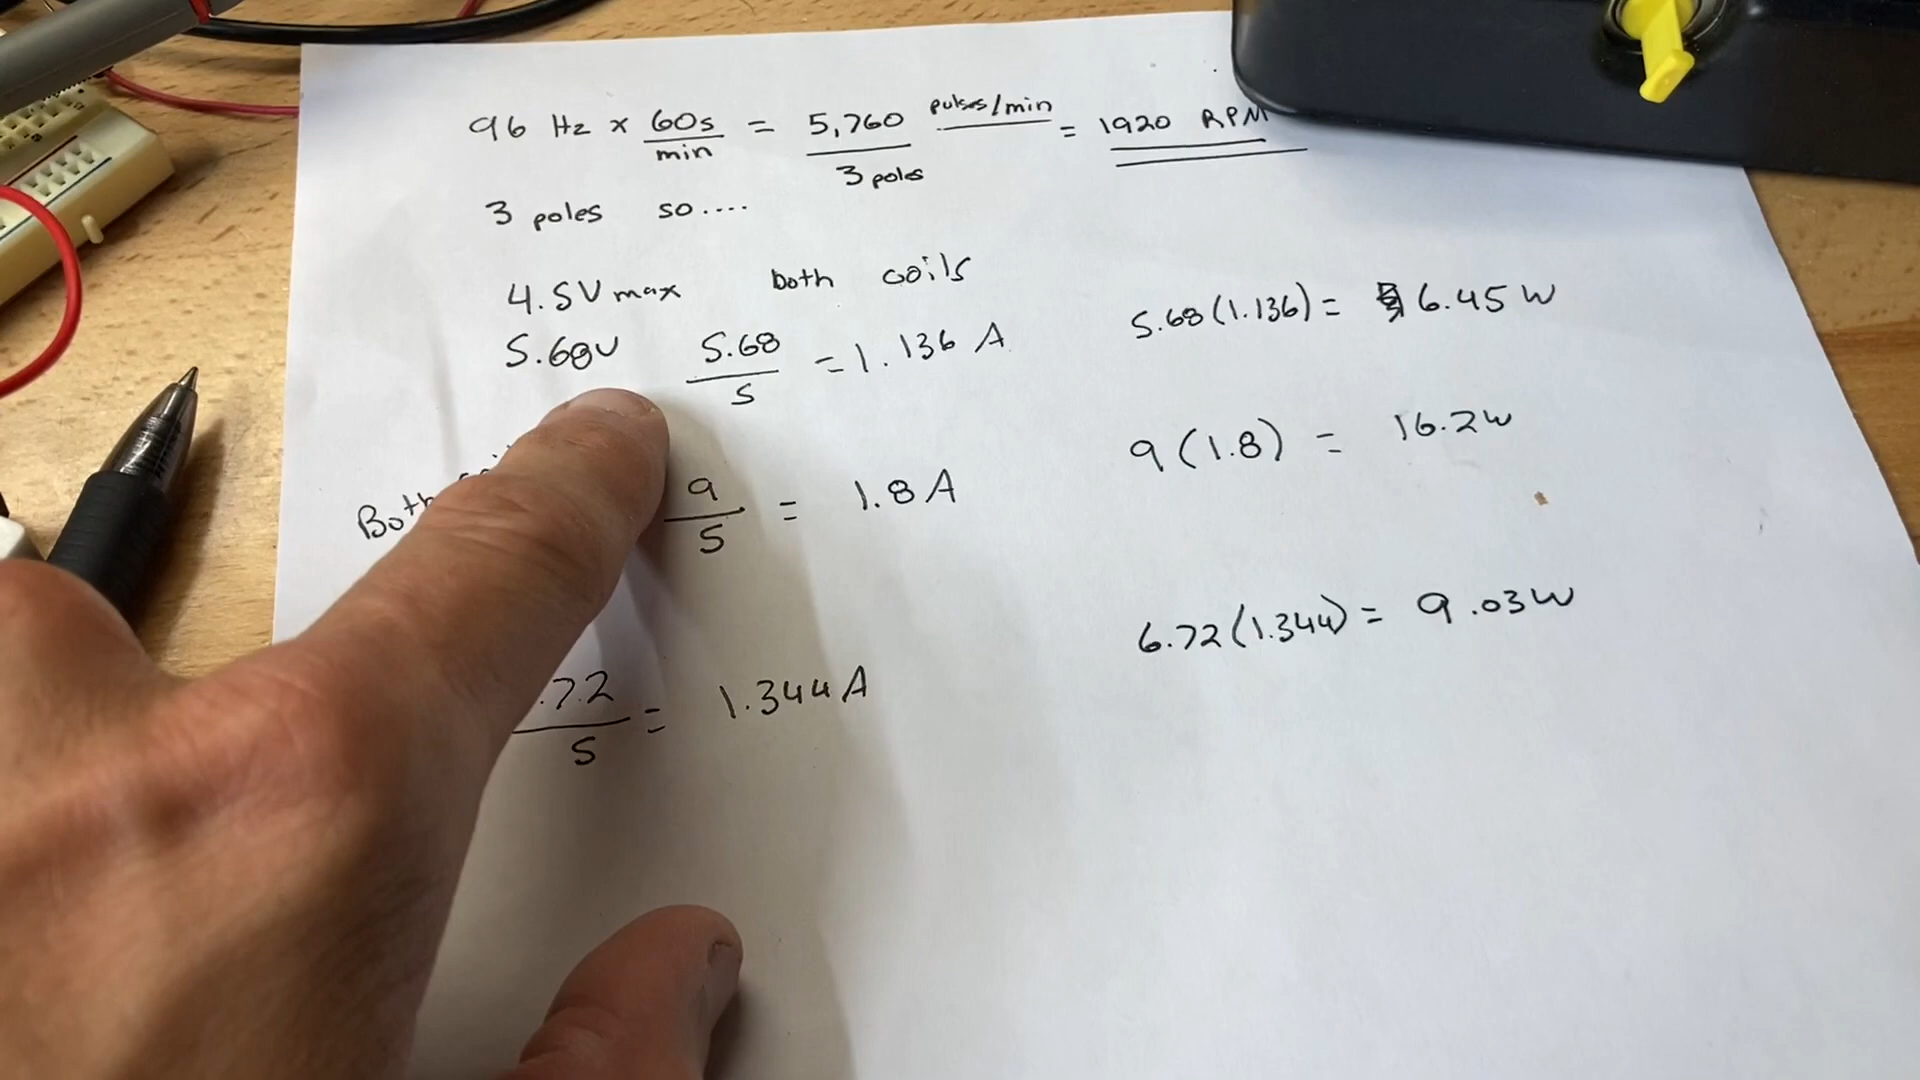 96 Hz x 60s/min = 5,760 pulses/min / 3 poles = 1920 RPM
3 poles so....
4.5V max both coils
5.68V 5.68/5 = 1.136 A 5.68(1.136) = 6.45 W
Both 9/5 = 1.8 A 9(1.8) = 16.2w
.72/5 = 1.344A 6.72(1.344) = 9.03W